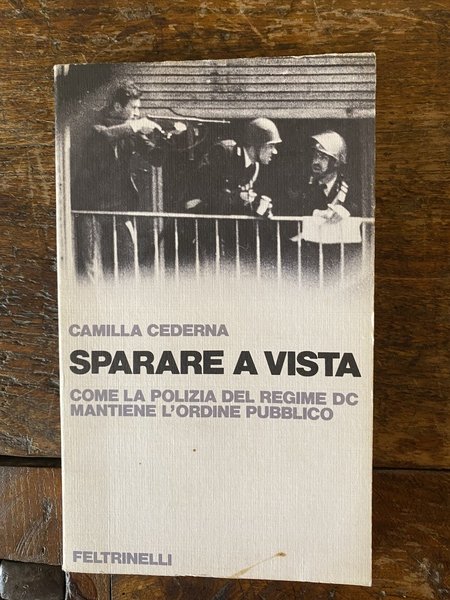 CAMILLA CEDERNA
SPARARE A VISTA
COME LA POLIZIA DEL REGIME DC
MANTIENE L'ORDINE PUBBLICO
FELTRINELLI